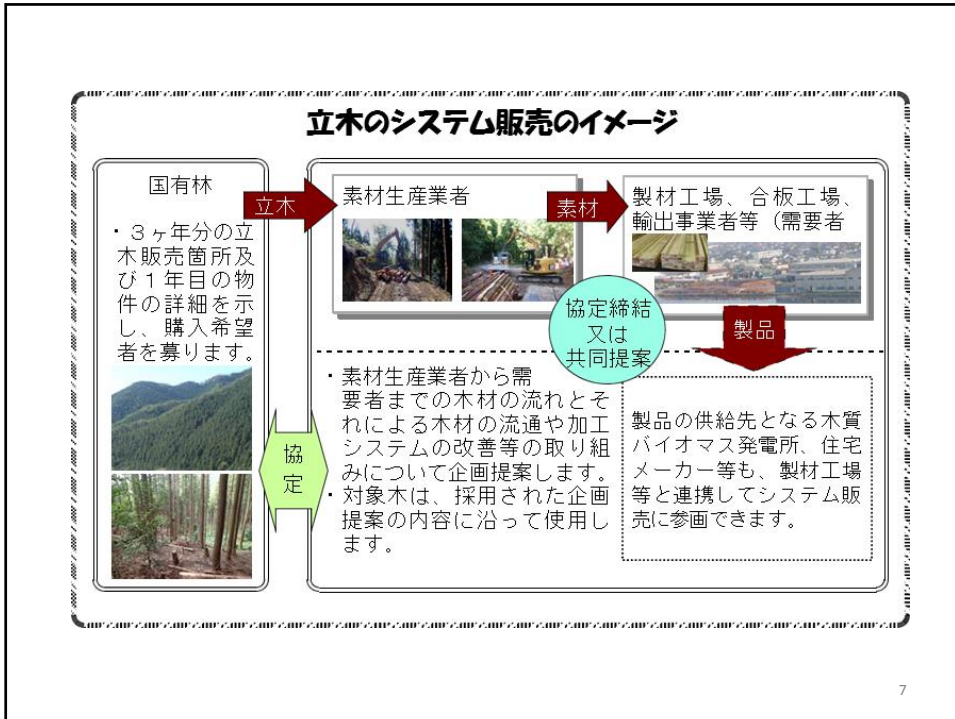 立木のシステム販売のイメージ
国有林
・３ヶ年分の立
木販売箇所及
び１年目の物
件の詳細を示
し、購入希望
者を募ります。
立木
素材生産業者
素材
製材工場、合板工場、
輸出事業者等（需要者
協定締結
又は
共同提案
製品
協
定
・素材生産業者から需
要者までの木材の流れとそ
れによる木材の流通や加工
システムの改善等の取り組
みについて企画提案します。
・対象木は、採用された企画
提案の内容に沿って使用し
ます。
製品の供給先となる木質
バイオマス発電所、住宅
メーカー等も、製材工場
等と連携してシステム販
売に参画できます。
7